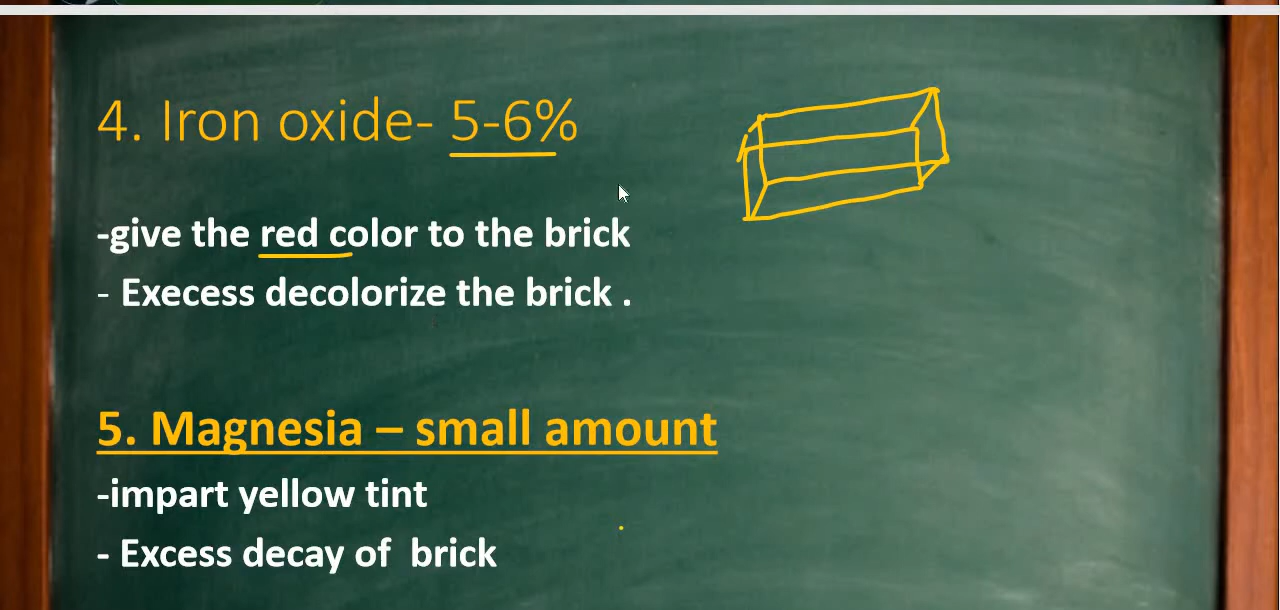 4. Iron oxide- 5-6%
-give the red color to the brick
- Execess decolorize the brick .
5. Magnesia – small amount
-impart yellow tint
- Excess decay of brick